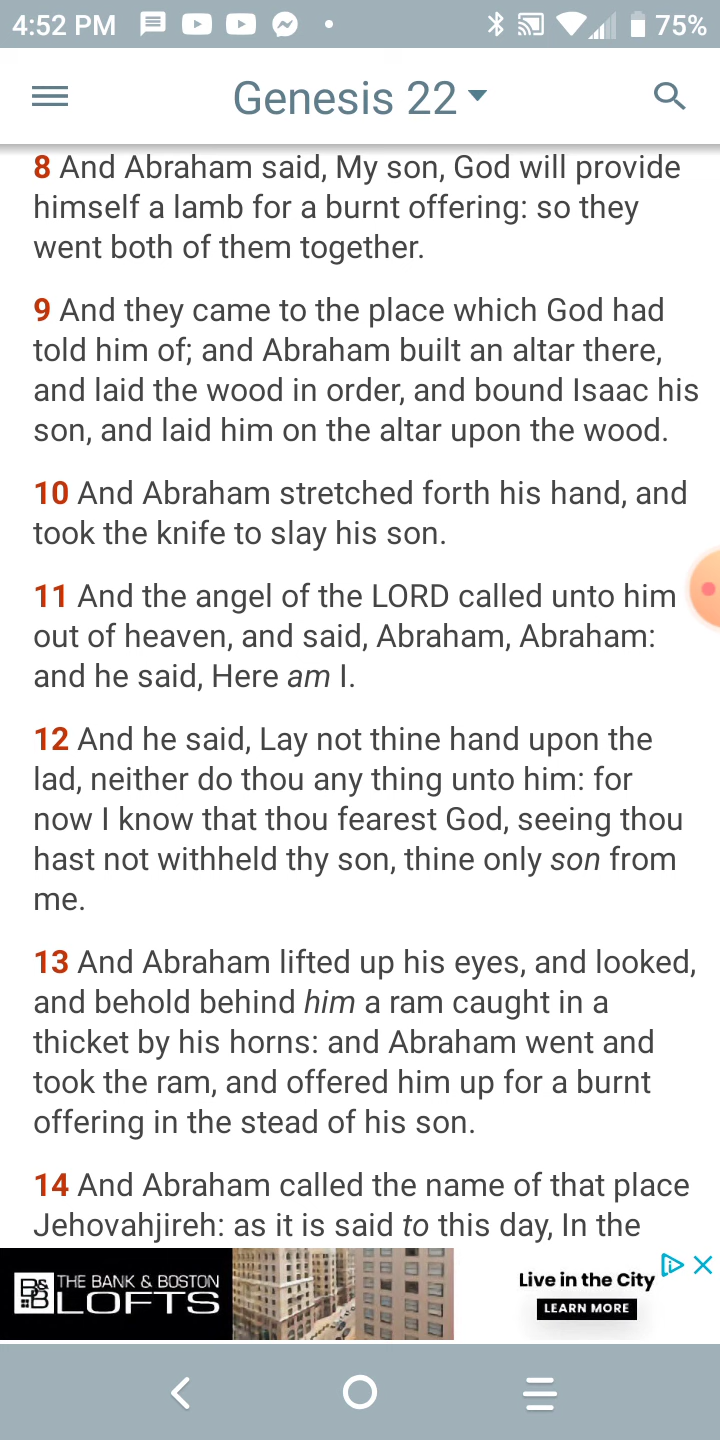 4:52 PM 75%
Genesis 22
8 And Abraham said, My son, God will provide
himself a lamb for a burnt offering: so they
went both of them together.
9 And they came to the place which God had
told him of; and Abraham built an altar there,
and laid the wood in order, and bound Isaac his
son, and laid him on the altar upon the wood.
10 And Abraham stretched forth his hand, and
took the knife to slay his son.
11 And the angel of the LORD called unto him
out of heaven, and said, Abraham, Abraham:
and he said, Here am I.
12 And he said, Lay not thine hand upon the
lad, neither do thou any thing unto him: for
now I know that thou fearest God, seeing thou
hast not withheld thy son, thine only son from
me.
13 And Abraham lifted up his eyes, and looked,
and behold behind him a ram caught in a
thicket by his horns: and Abraham went and
took the ram, and offered him up for a burnt
offering in the stead of his son.
14 And Abraham called the name of that place
Jehovahjireh: as it is said to this day, In the
B&B THE BANK & BOSTON
LOFTS
Live in the City
LEARN MORE